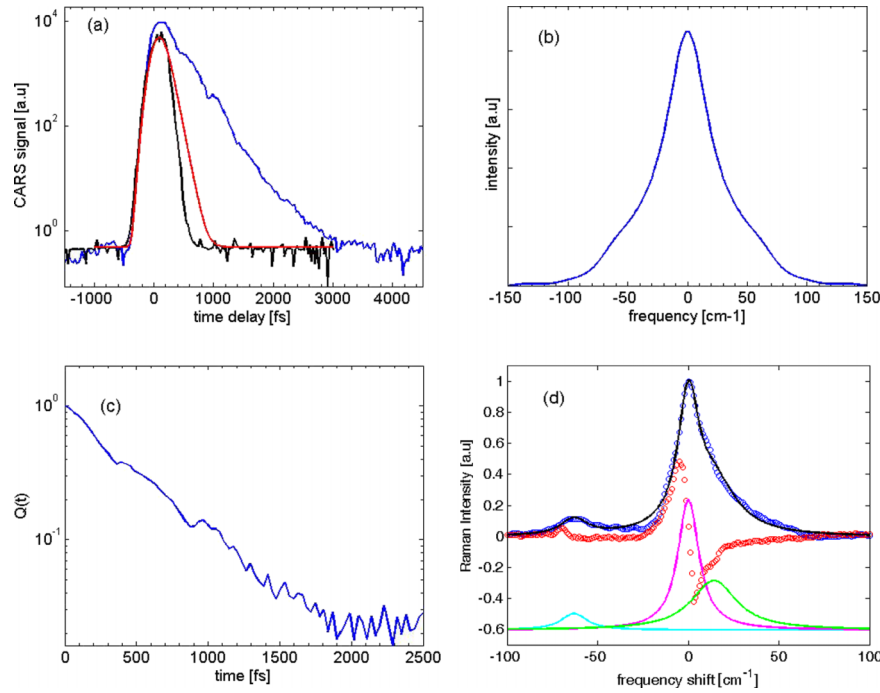 (a)
CARS signal [a.u]
10^4
10^2
10^0
-1000 0 1000 2000 3000 4000
time delay [fs]
(b)
intensity [a.u]
-150 -100 -50 0 50 100 150
frequency [cm-1]
(c)
Q(t)
10^0
10^-1
0 500 1000 1500 2000 2500
time [fs]
(d)
Raman Intensity [a.u]
1
0.8
0.6
0.4
0.2
0
-0.2
-0.4
-0.6
-100 -50 0 50 100
frequency shift [cm^-1]